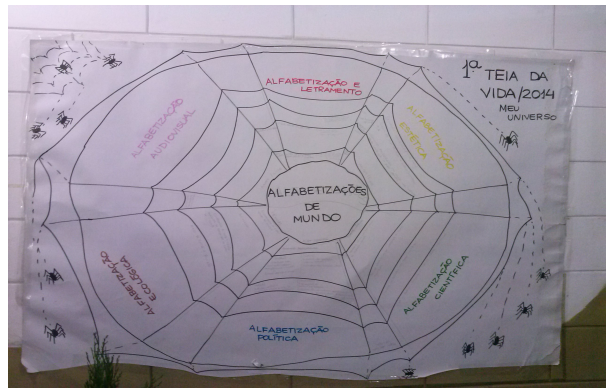 1ª TEIA DA
VIDA/2014
MEU
UNIVERSO
ALFABETIZAÇÃO E
LETRAMENTO
ALFABETIZAÇÃO
ESTÉTICA
ALFABETIZAÇÃO
CIENTÍFICA
ALFABETIZAÇÃO
POLÍTICA
ALFABETIZAÇÃO
ECOLÓGICA
ALFABETIZAÇÃO
AUDIOVISUAL
ALFABETIZAÇÕES
DE
MUNDO